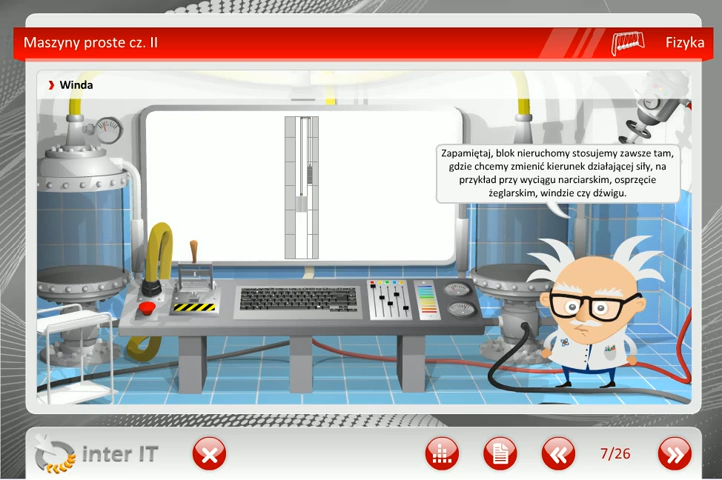 Maszyny proste cz. II
Fizyka
Winda
Zapamiętaj, blok nieruchomy stosujemy zawsze tam,
gdzie chcemy zmienić kierunek działającej siły, na
przykład przy wyciągu narciarskim, osprzęcie
żeglarskim, windzie czy dźwigu.
inter IT
7/26